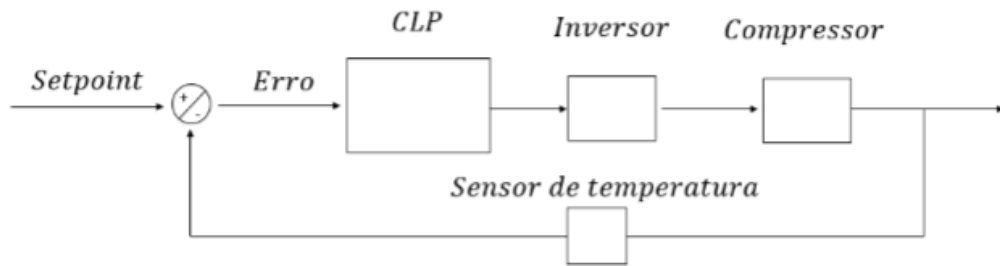 CLP
Inversor
Compressor
Setpoint
Erro
+
-
Sensor de temperatura